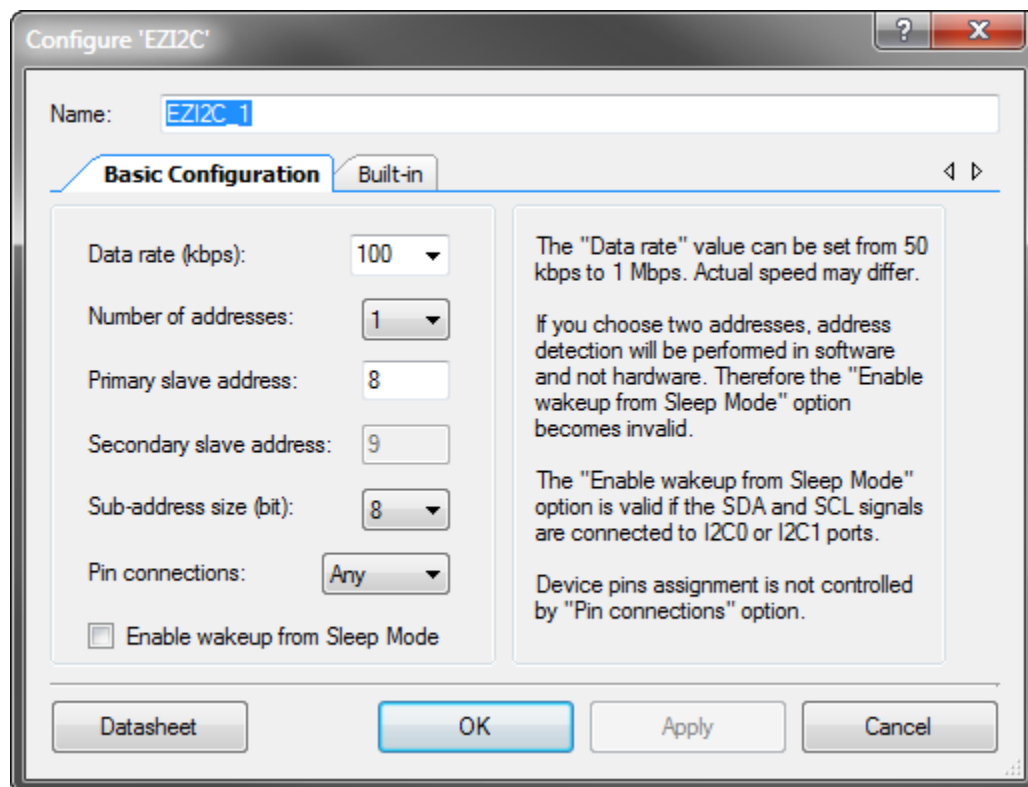 Configure 'EZI2C'
Name: EZI2C_1
Basic Configuration Built-in
Data rate (kbps): 100
Number of addresses: 1
Primary slave address: 8
Secondary slave address: 9
Sub-address size (bit): 8
Pin connections: Any
Enable wakeup from Sleep Mode
The "Data rate" value can be set from 50
kbps to 1 Mbps. Actual speed may differ.
If you choose two addresses, address
detection will be performed in software
and not hardware. Therefore the "Enable
wakeup from Sleep Mode" option
becomes invalid.
The "Enable wakeup from Sleep Mode"
option is valid if the SDA and SCL signals
are connected to I2C0 or I2C1 ports.
Device pins assignment is not controlled
by "Pin connections" option.
Datasheet OK Apply Cancel